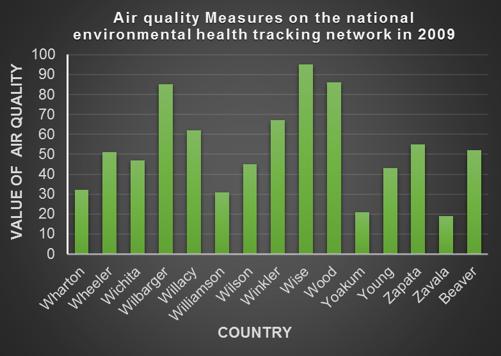 Air quality Measures on the national
environmental health tracking network in 2009
VALUE OF AIR QUALITY
100
90
80
70
60
50
40
30
20
10
0
Wharton
Wheeler
Wichita
Wilbarger
Willacy
Williamson
Wilson
Winkler
Wise
Wood
Yoakum
Young
Zapata
Zavala
Beaver
COUNTRY